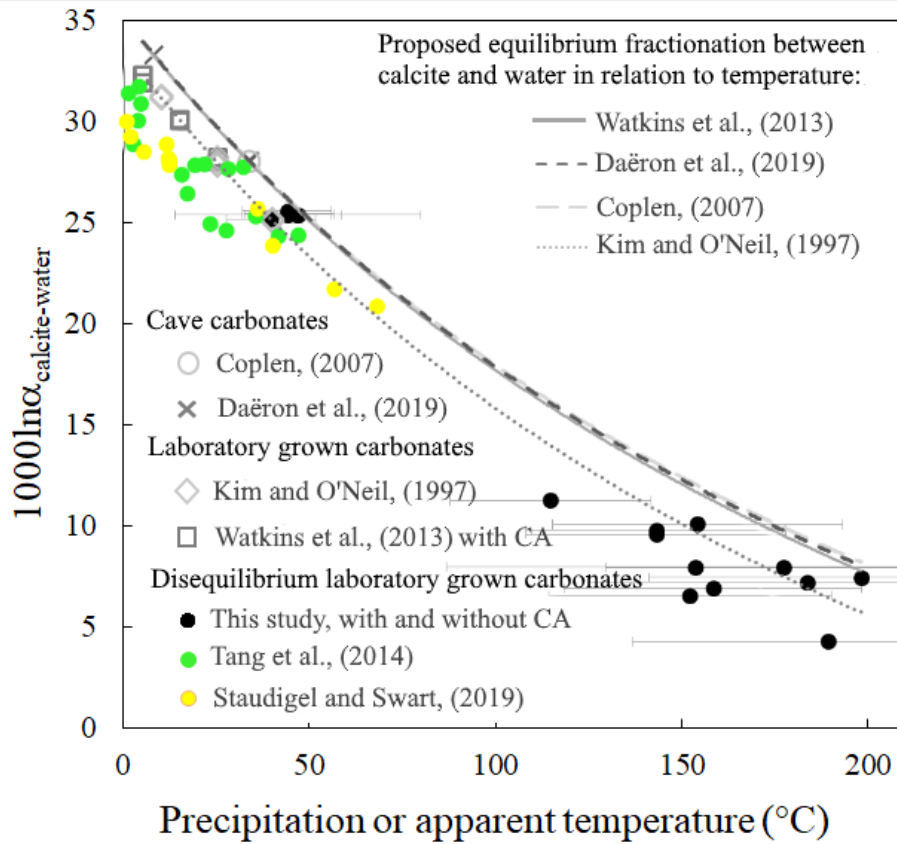 35
30
25
20
15
10
5
0
1000lnαcalcite-water
Proposed equilibrium fractionation between
calcite and water in relation to temperature:
Watkins et al., (2013)
Daëron et al., (2019)
Coplen, (2007)
Kim and O'Neil, (1997)
Cave carbonates
Coplen, (2007)
Daëron et al., (2019)
Laboratory grown carbonates
Kim and O'Neil, (1997)
Watkins et al., (2013) with CA
Disequilibrium laboratory grown carbonates
This study, with and without CA
Tang et al., (2014)
Staudigel and Swart, (2019)
0 50 100 150 200
Precipitation or apparent temperature (°C)